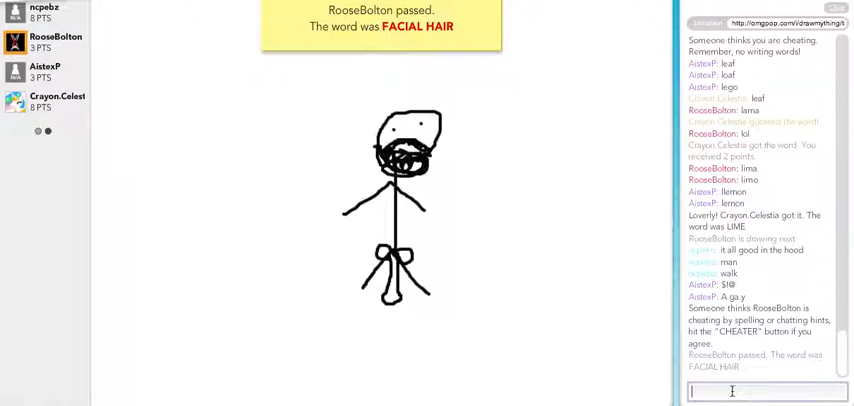 ncpebz
8 PTS
RooseBolton
3 PTS
AistexP
3 PTS
Crayon.Celest
8 PTS
N/A
N/A
RooseBolton passed.
The word was FACIAL HAIR
Chat
http://omgpop.com/i/drawmything/
Someone thinks you are cheating.
Remember, no writing words!
AistexP: leaf
AistexP: loaf
AistexP: lego
Crayon.Celestia: leaf
RooseBolton: lama
Crayon.Celestia guessed the word!
RooseBolton: lol
Crayon.Celestia got the word. You
received 2 points.
RooseBolton: lima
RooseBolton: limo
AistexP: llemon
AistexP: lemon
Loverly! Crayon.Celestia got it. The
word was LIME
RooseBolton is drawing next
ncpebz: it all good in the hood
ncpebz: man
ncpebz: walk
AistexP: $!@
AistexP: A ga.y
Someone thinks RooseBolton is
cheating by spelling or chatting hints,
hit the "CHEATER" button if you
agree.
RooseBolton passed. The word was
FACIAL HAIR